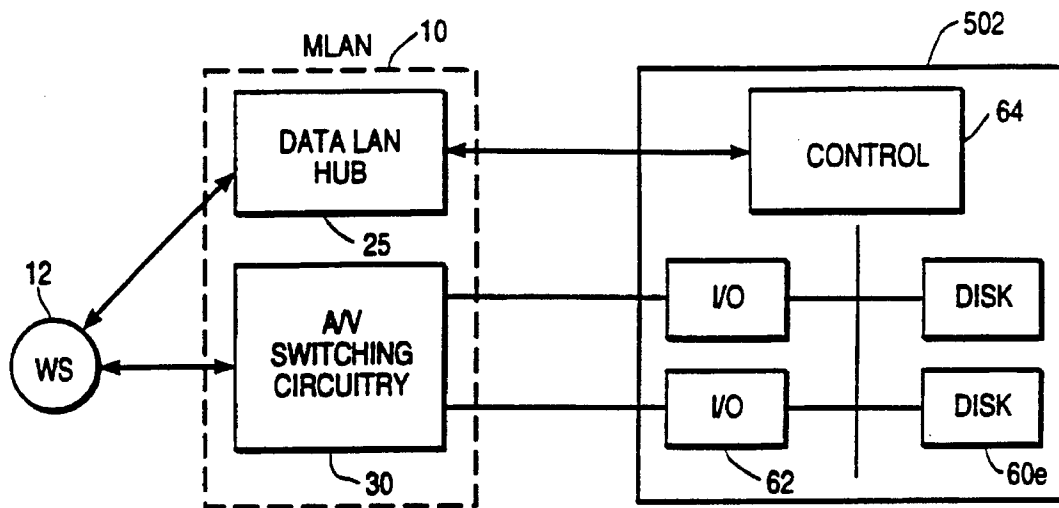 MLAN
10
502
DATA LAN
HUB
25
CONTROL
64
12
WS
A/V
SWITCHING
CIRCUITRY
30
I/O
DISK
I/O
DISK
62
60e